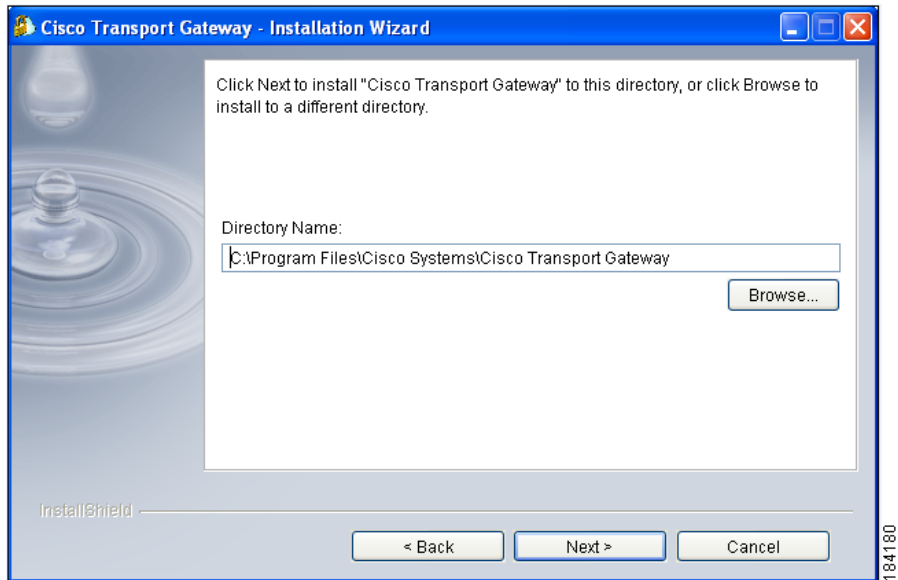 Cisco Transport Gateway - Installation Wizard
Click Next to install "Cisco Transport Gateway" to this directory, or click Browse to
install to a different directory.
Directory Name:
C:\Program Files\Cisco Systems\Cisco Transport Gateway
Browse...
InstallShield
< Back
Next >
Cancel
184180